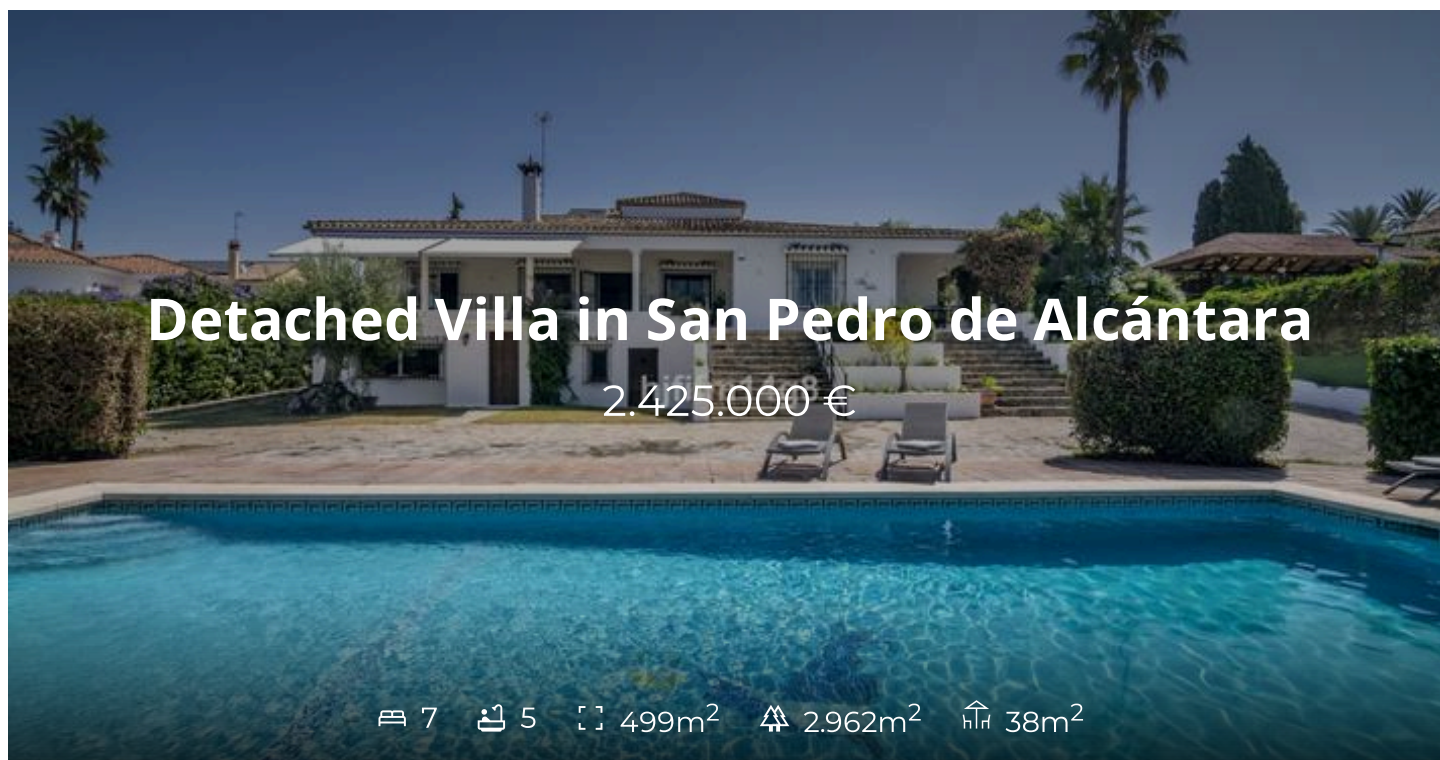 Detached Villa in San Pedro de Alcántara
2.425.000 €
7 5 499m² 2.962m² 38m²